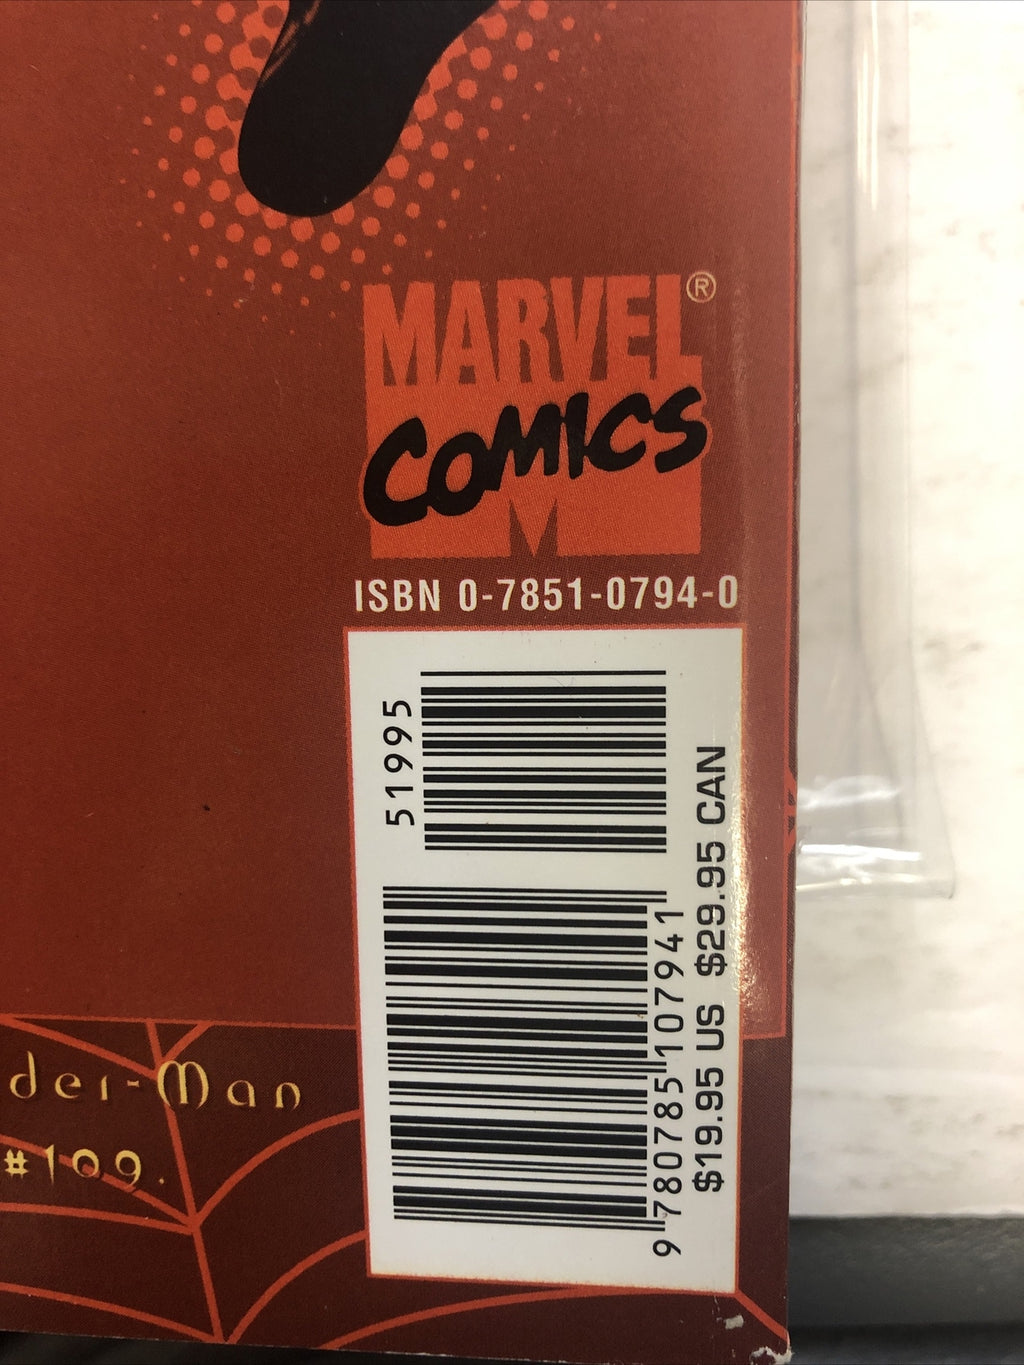 MARVEL®
COMICS
M
ISBN 0-7851-0794-0
51995
9 780785 107941
$19.95 US $29.95 CAN
der-Man
#109.